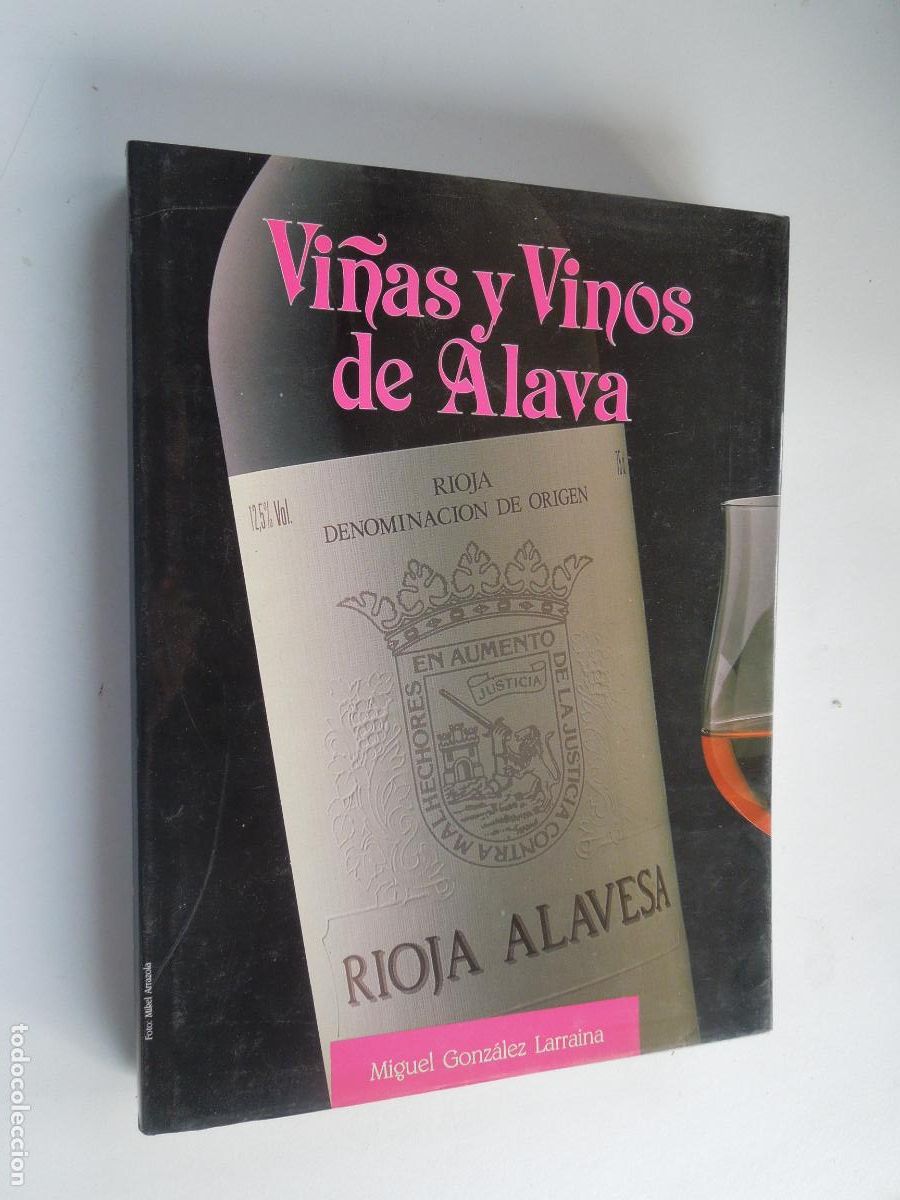 Viñas y Vinos
de Alava
RIOJA
DENOMINACION DE ORIGEN
12,5% Vol.
EN AUMENTO DE LA JUSTICIA CONTRA MALHECHORES
JUSTICIA
RIOJA ALAVESA
Miguel González Larraina
Foto: Mikel Arrazola
todocoleccion